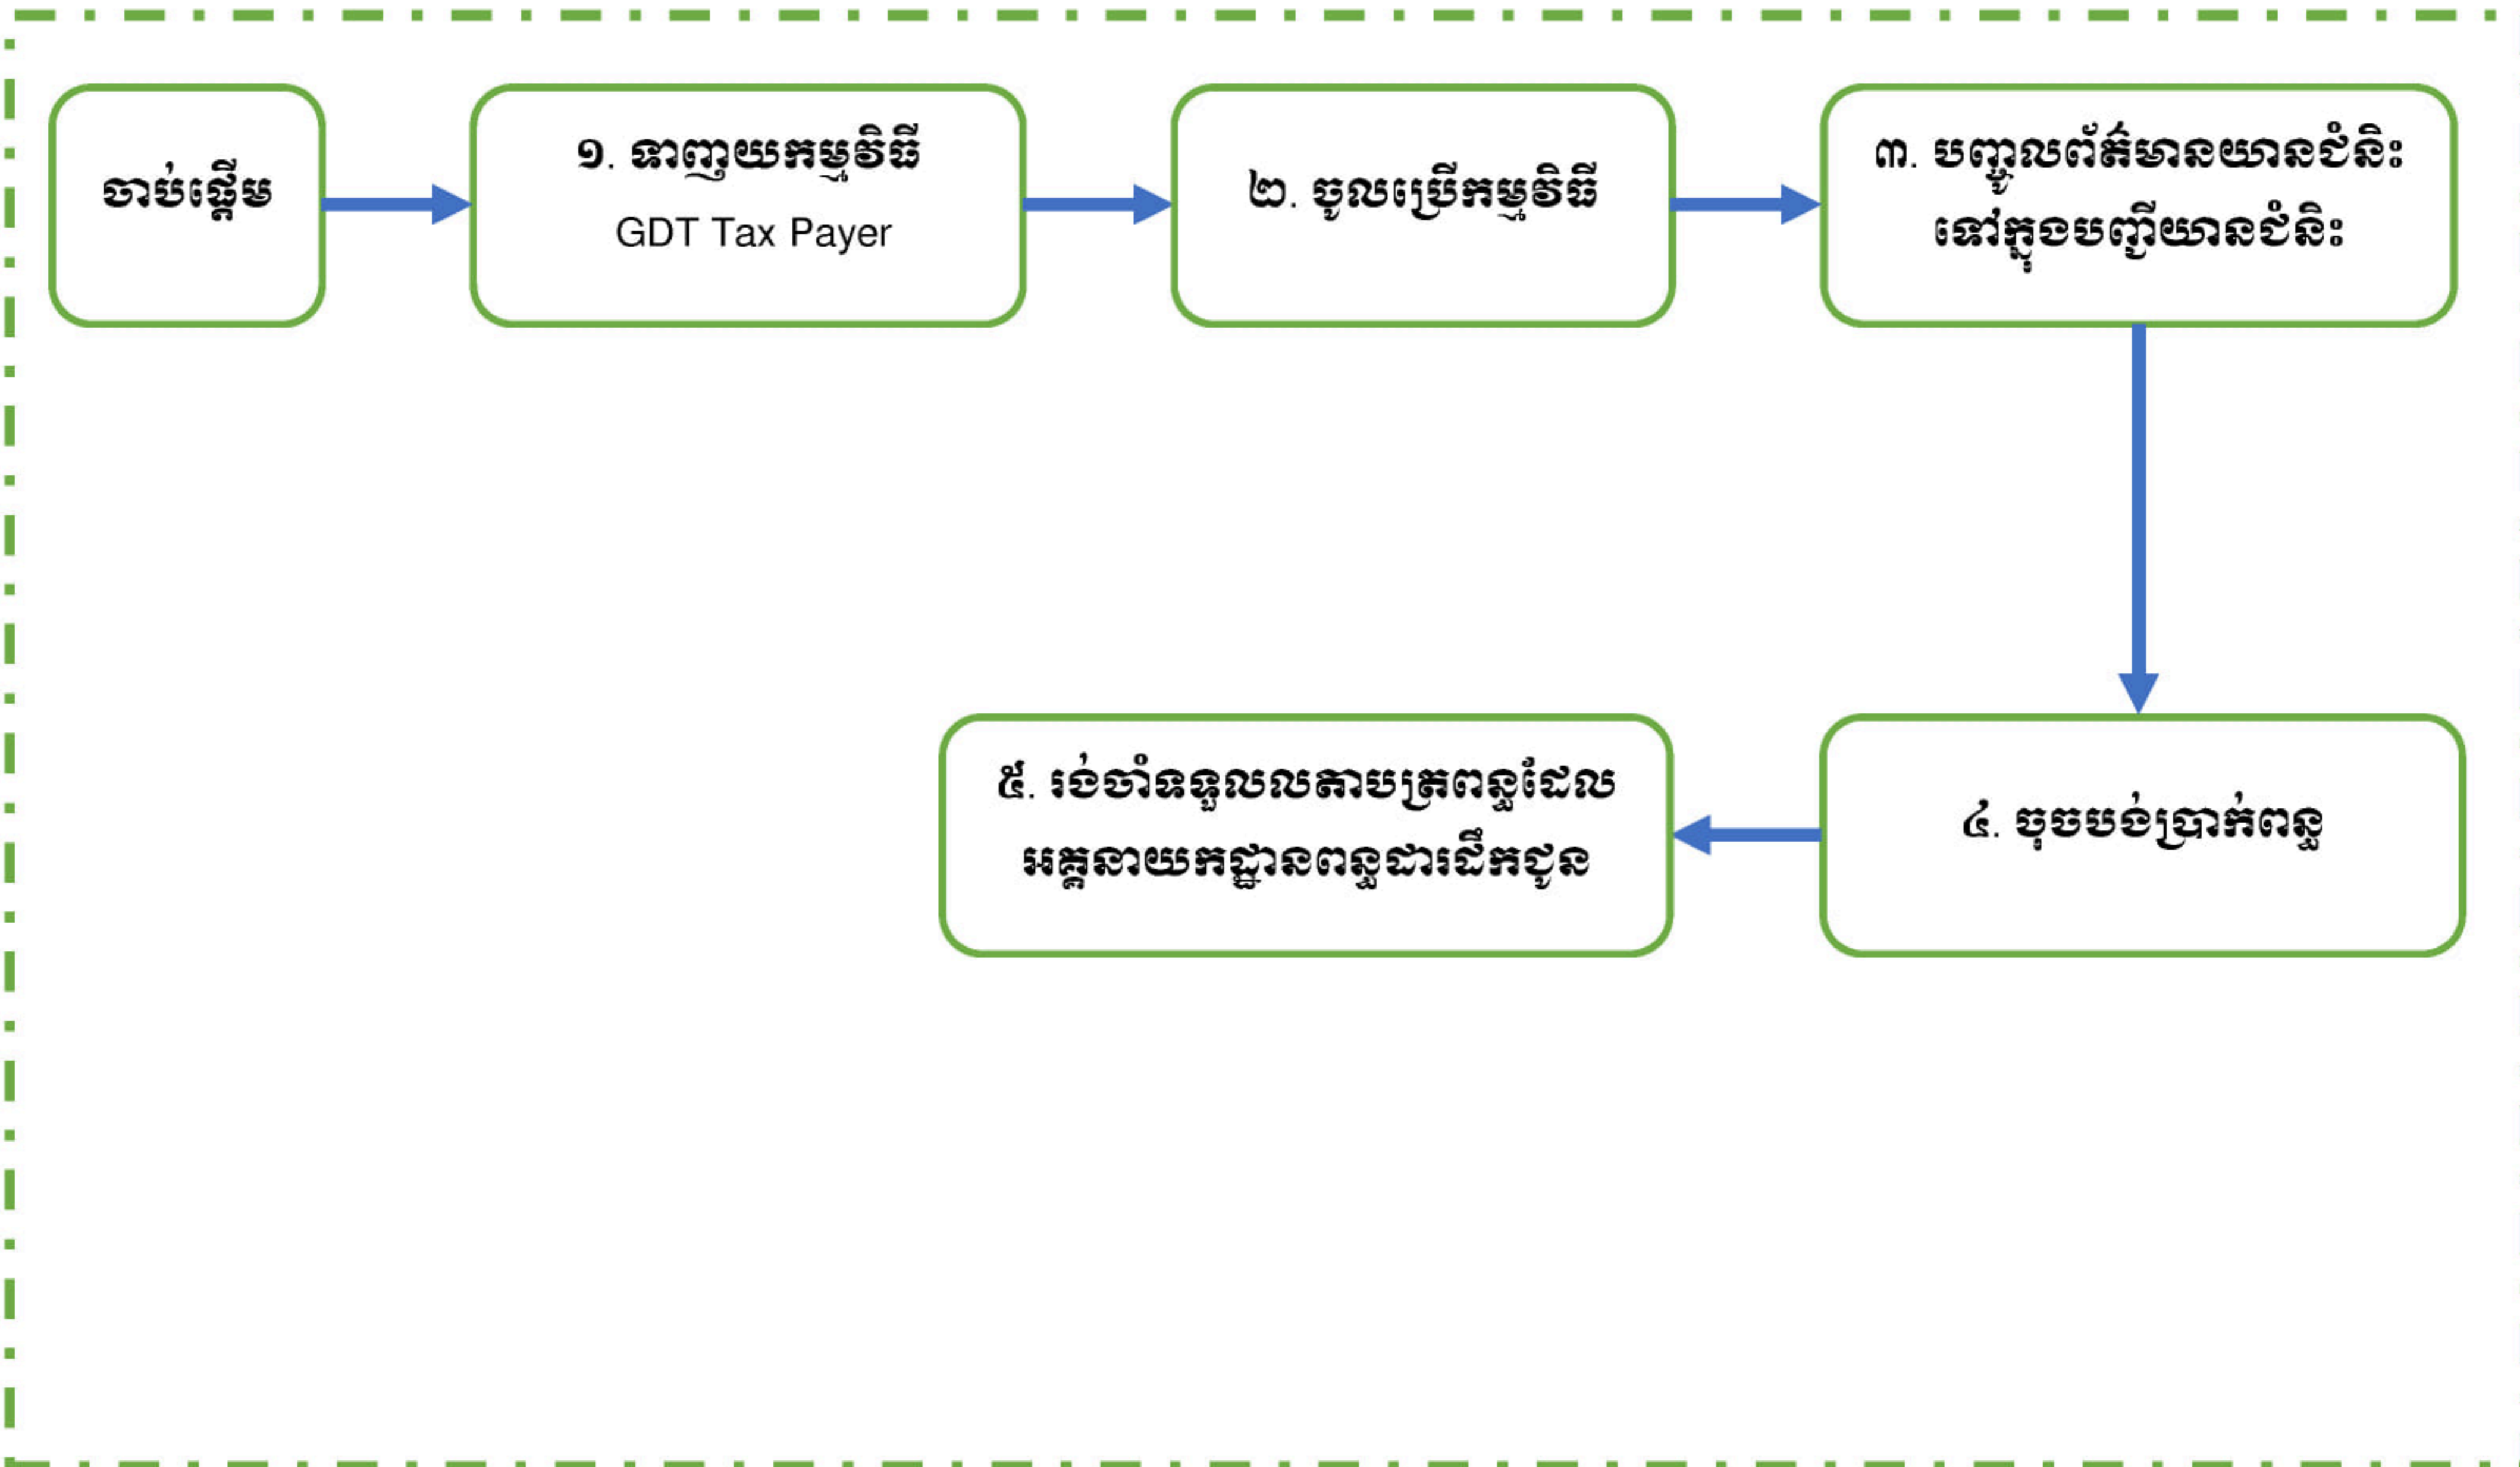 ចាប់ផ្តើម
១. ទាញយកកម្មវិធី
GDT Tax Payer
២. ចូលប្រើកម្មវិធី
៣. បញ្ចូលព័ត៌មានយានជំនិះ
ទៅក្នុងបញ្ជីយានជំនិះ
៤. ចុចបង់ប្រាក់ពន្ធ
៥. រង់ចាំទទួលលតាបត្រពន្ធដែល
អគ្គនាយកដ្ឋានពន្ធដារដឹកជូន